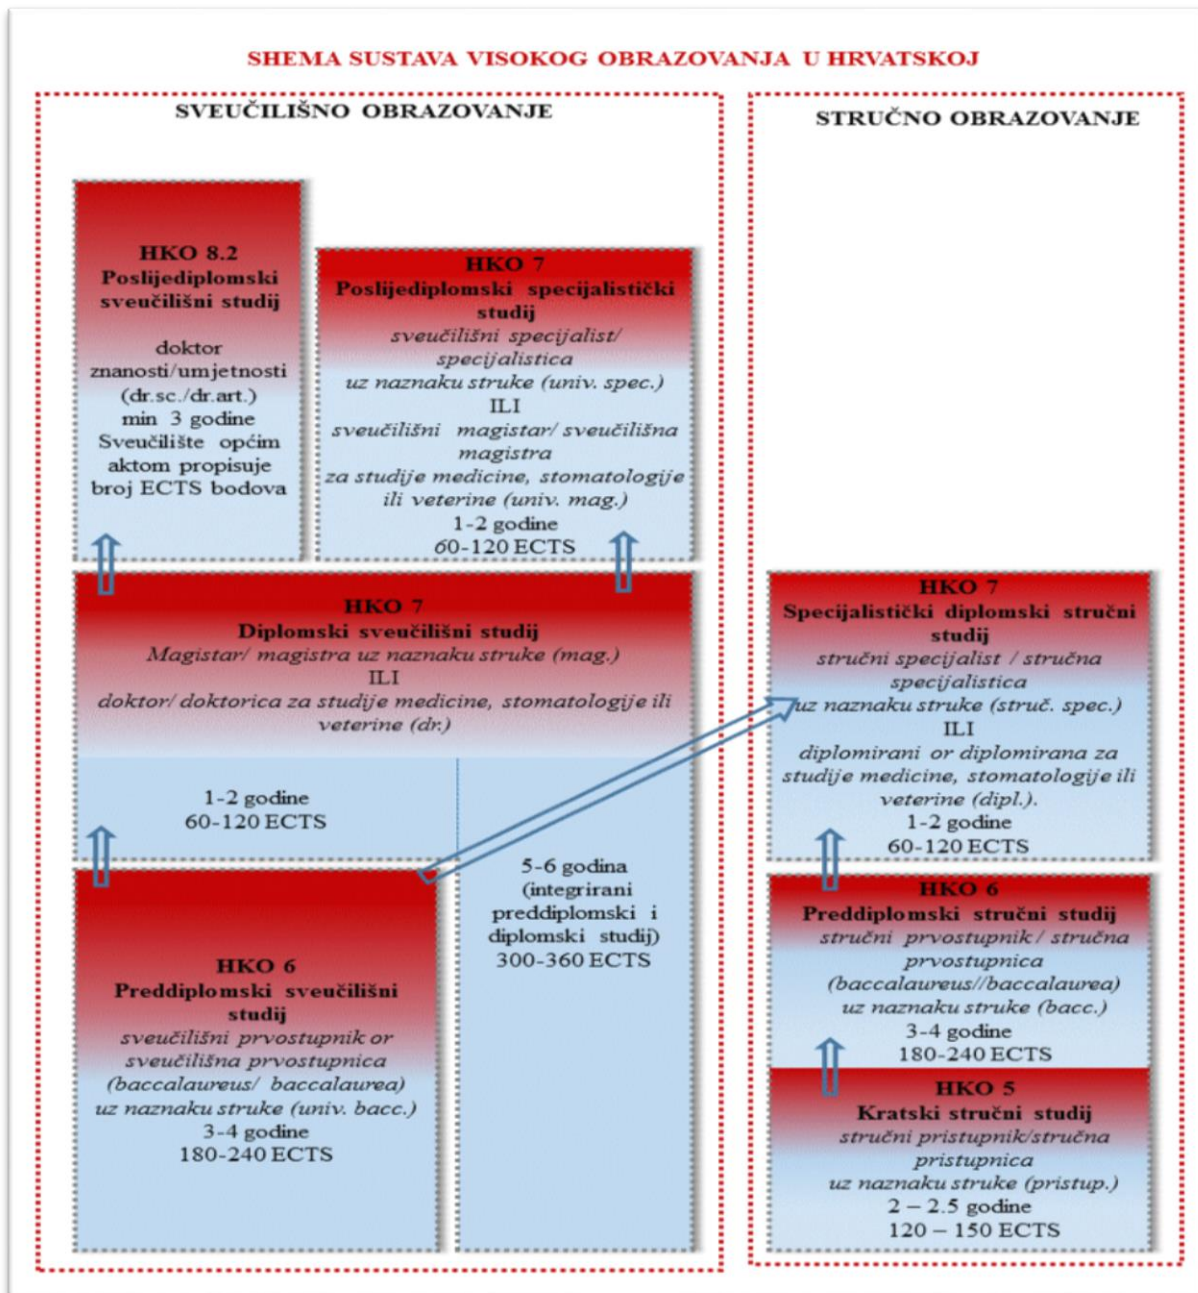 SHEMA SUSTAVA VISOKOG OBRAZOVANJA U HRVATSKOJ
SVEUČILIŠNO OBRAZOVANJE
HKO 8.2
Poslijediplomski
sveučilišni studij
doktor
znanosti/umjetnosti
(dr.sc./dr.art.)
min 3 godine
Sveučilište općim
aktom propisuje
broj ECTS bodova
HKO 7
Poslijediplomski specijalistički
studij
sveučilišni specijalist/
specijalistica
uz naznaku struke (univ. spec.)
ILI
sveučilišni magistar/ sveučilišna
magistra
za studije medicine, stomatologije
ili veterine (univ. mag.)
1-2 godine
60-120 ECTS
HKO 7
Diplomski sveučilišni studij
Magistar/ magistra uz naznaku struke (mag.)
ILI
doktor/ doktorica za studije medicine, stomatologije ili
veterine (dr.)
1-2 godine
60-120 ECTS
5-6 godina
(integrirani
preddiplomski i
diplomski studij)
300-360 ECTS
HKO 6
Preddiplomski sveučilišni
studij
sveučilišni prvostupnik or
sveučilišna prvostupnica
(baccalaureus/ baccalaurea)
uz naznaku struke (univ. bacc.)
3-4 godine
180-240 ECTS
STRUČNO OBRAZOVANJE
HKO 7
Specijalistički diplomski stručni
studij
stručni specijalist / stručna
specijalistica
uz naznaku struke (struč. spec.)
ILI
diplomirani or diplomirana za
studije medicine, stomatologije ili
veterine (dipl.).
1-2 godine
60-120 ECTS
HKO 6
Preddiplomski stručni studij
stručni prvostupnik / stručna
prvostupnica
(baccalaureus//baccalaurea)
uz naznaku struke (bacc.)
3-4 godine
180-240 ECTS
HKO 5
Kratski stručni studij
stručni pristupnik/stručna
pristupnica
uz naznaku struke (pristup.)
2 – 2.5 godine
120 – 150 ECTS